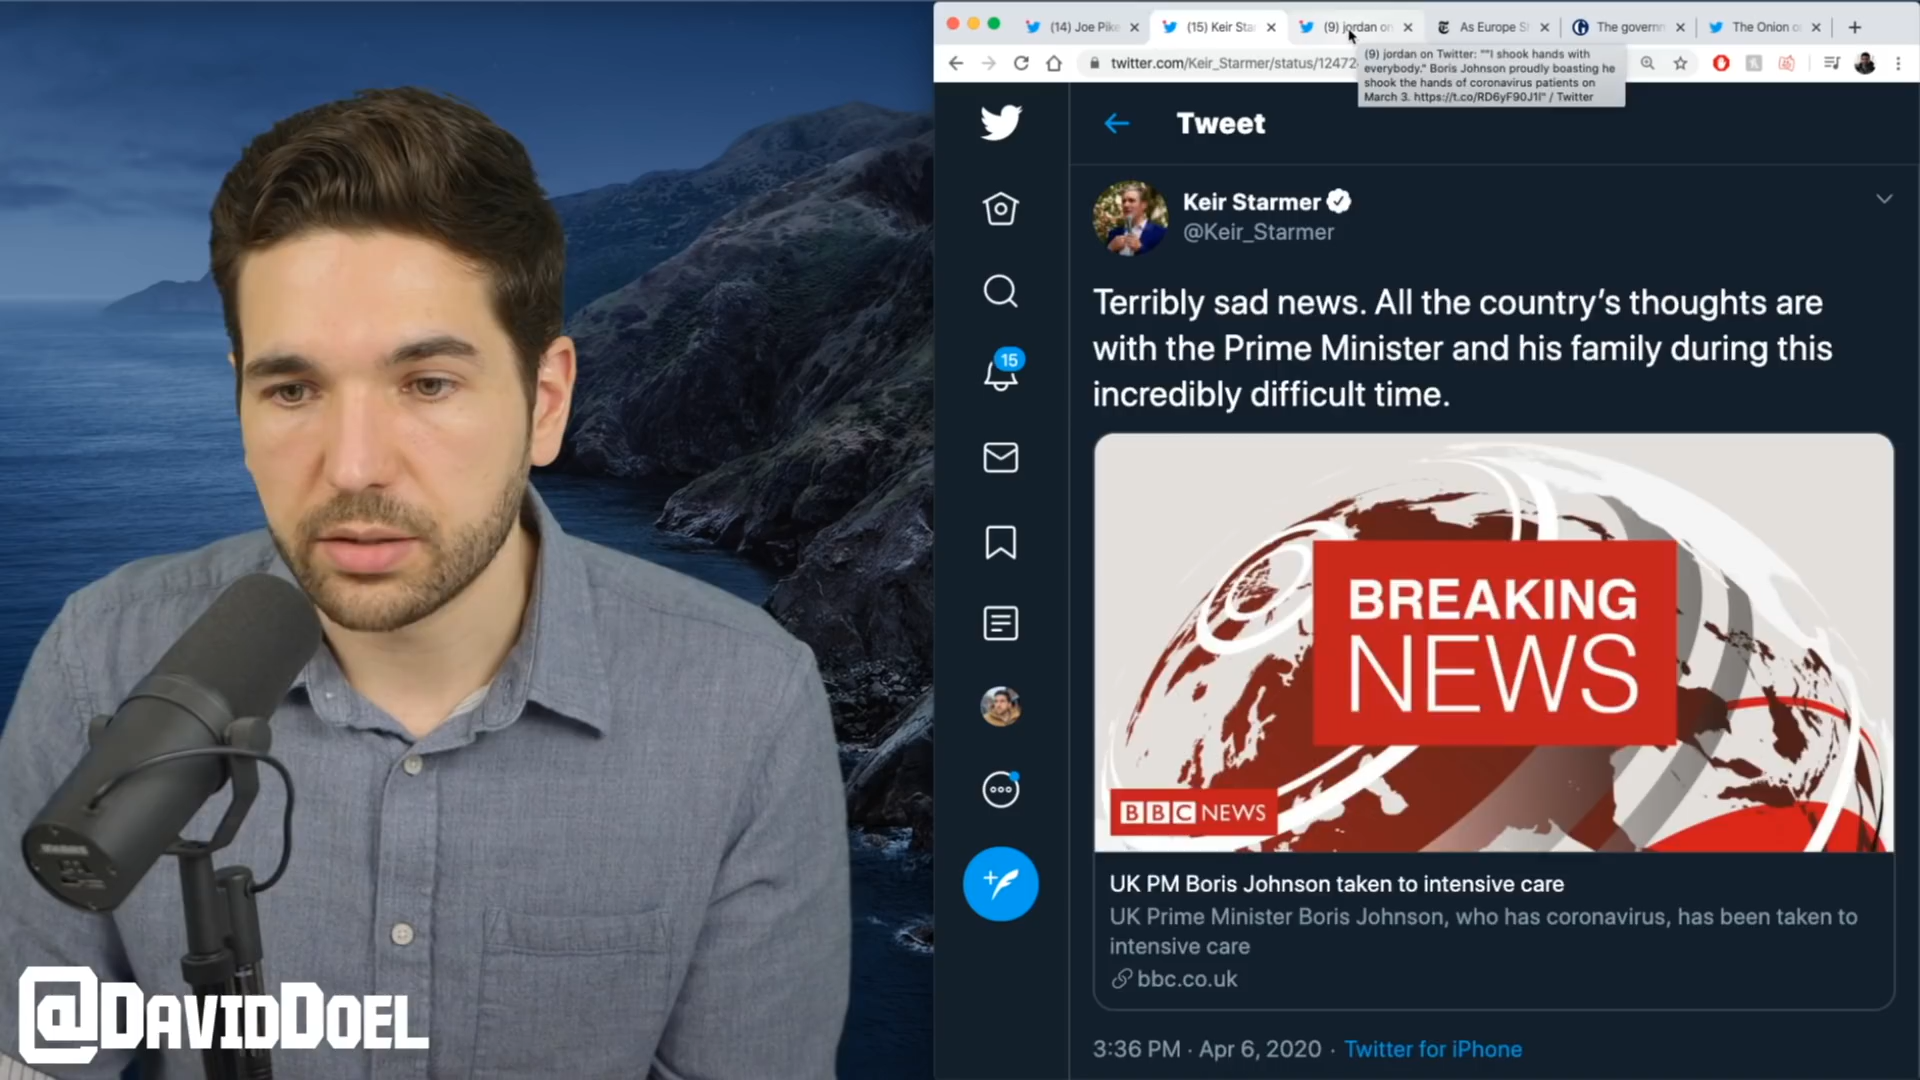 (14) Joe Pike
(15) Keir Sta
(9) jordan on
As Europe S
The governm
The Onion o
twitter.com/Keir_Starmer/status/12472
(9) jordan on Twitter: ""I shook hands with
everybody." Boris Johnson proudly boasting he
shook the hands of coronavirus patients on
March 3. https://t.co/RD6yF90J1l" / Twitter
Tweet
Keir Starmer
@Keir_Starmer
Terribly sad news. All the country's thoughts are
with the Prime Minister and his family during this
incredibly difficult time.
15
BREAKING
NEWS
BBC NEWS
UK PM Boris Johnson taken to intensive care
UK Prime Minister Boris Johnson, who has coronavirus, has been taken to
intensive care
bbc.co.uk
3:36 PM · Apr 6, 2020 · Twitter for iPhone
@DAVIDDOEL